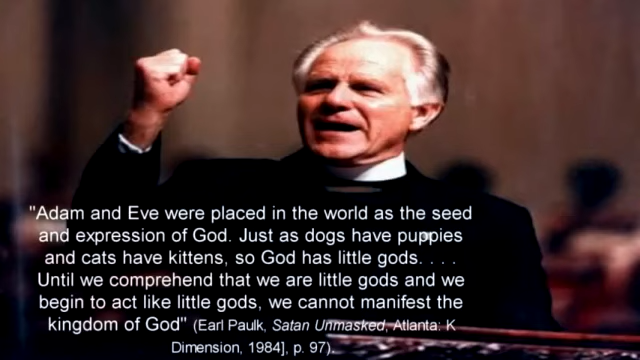 "Adam and Eve were placed in the world as the seed
and expression of God. Just as dogs have puppies
and cats have kittens, so God has little gods. . . .
Until we comprehend that we are little gods and we
begin to act like little gods, we cannot manifest the
kingdom of God" (Earl Paulk, Satan Unmasked, Atlanta: K
Dimension, 1984], p. 97).